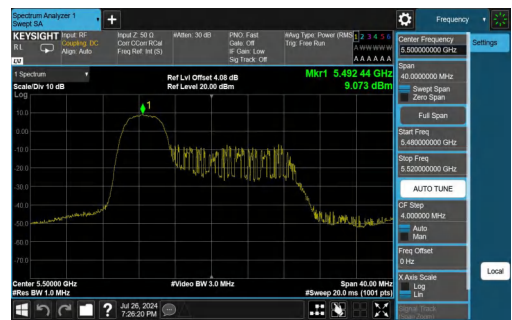 Spectrum Analyzer 1
Swept SA
Frequency
KEYSIGHT
RL
Input: RF
Coupling: DC
Align: Auto
Input Z: 50 Ω
Corr CCorr RCal
Freq Ref: Int (S)
#Atten: 30 dB
PNO: Fast
Gate: Off
IF Gain: Low
Sig Track: Off
#Avg Type: Power (RMS
Trig: Free Run
1 2 3 4 5 6
A W W W W W
A A A A A A
LV
1 Spectrum
Scale/Div 10 dB
Log
Ref Lvl Offset 4.08 dB
Ref Level 20.00 dBm
Mkr1 5.492 44 GHz
9.073 dBm
1
10.0
0.00
-10.0
-20.0
-30.0
-40.0
-50.0
-60.0
-70.0
Center 5.50000 GHz
#Res BW 1.0 MHz
#Video BW 3.0 MHz
Span 40.00 MHz
#Sweep 20.0 ms (1001 pts)
Center Frequency
5.500000000 GHz
Settings
Span
40.0000000 MHz
Swept Span
Zero Span
Full Span
Start Freq
5.480000000 GHz
Stop Freq
5.520000000 GHz
AUTO TUNE
CF Step
4.000000 MHz
Auto
Man
Freq Offset
0 Hz
X Axis Scale
Log
Lin
Signal Track
Local
Jul 26, 2024
7:26:20 PM